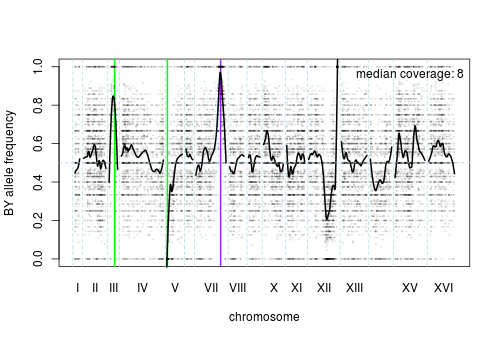 median coverage: 8
BY allele frequency
1.0
0.8
0.6
0.4
0.2
0.0
I II III IV V VII VIII X XI XII XIII XV XVI
chromosome